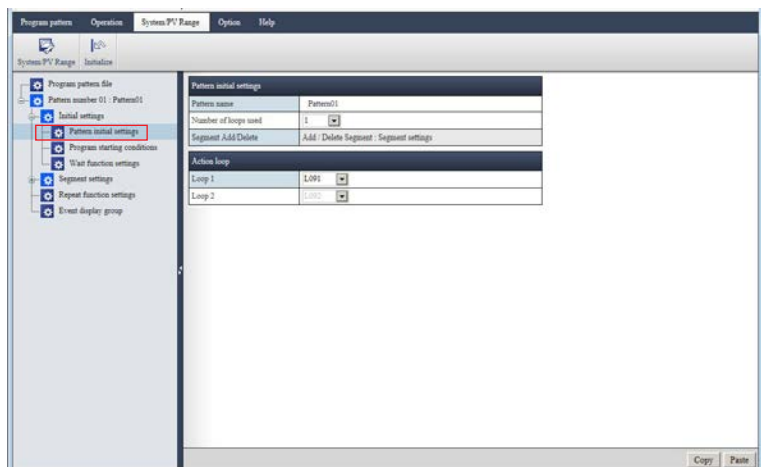 Program pattern Operation System/PV Range Option Help
System/PV Range Initialize
Program pattern file
Pattern number 01 : Pattern01
Initial settings
Pattern initial settings
Program starting conditions
Wait function settings
Segment settings
Repeat function settings
Event display group
Pattern initial settings
Pattern name Pattern01
Number of loops used 1
Segment Add/Delete Add / Delete Segment : Segment settings
Action loop
Loop 1 L091
Loop 2 L092
Copy Paste